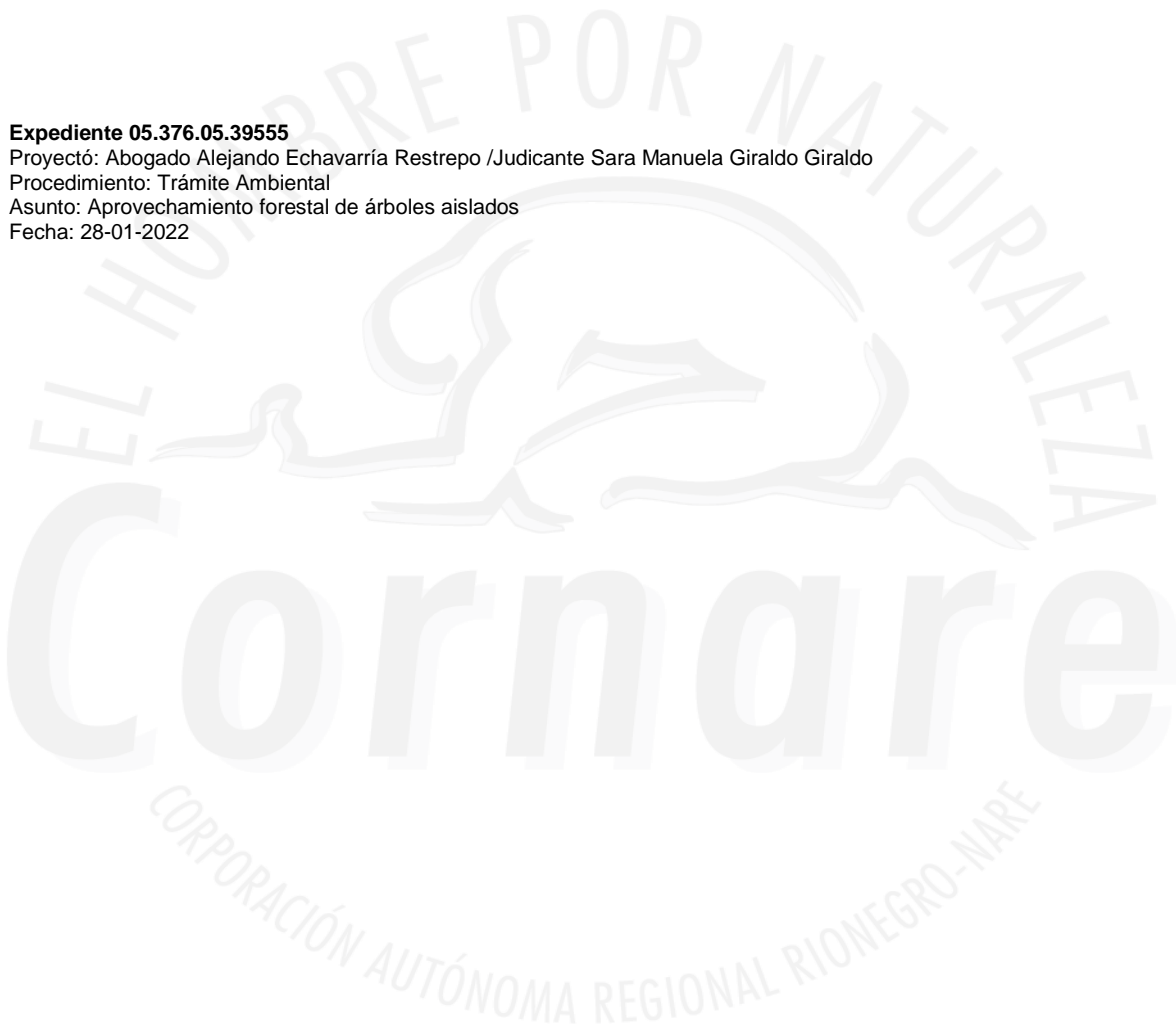 EL HOMBRE POR NATURALEZA
Expediente 05.376.05.39555
Proyectó: Abogado Alejando Echavarría Restrepo /Judicante Sara Manuela Giraldo Giraldo
Procedimiento: Trámite Ambiental
Asunto: Aprovechamiento forestal de árboles aislados
Fecha: 28-01-2022
Cornare
CORPORACIÓN AUTÓNOMA REGIONAL RIONEGRO-NARE